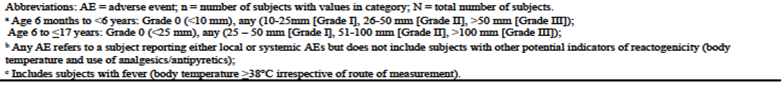 Abbreviations: AE = adverse event; n = number of subjects with values in category; N = total number of subjects.
ᵃ Age 6 months to <6 years: Grade 0 (<10 mm), any (10-25mm [Grade I], 26-50 mm [Grade II], >50 mm [Grade III]);
Age 6 to ≤17 years: Grade 0 (<25 mm), any (25 – 50 mm [Grade I], 51-100 mm [Grade II], >100 mm [Grade III]);
ᵇ Any AE refers to a subject reporting either local or systemic AEs but does not include subjects with other potential indicators of reactogenicity (body
temperature and use of analgesics/antipyretics);
ᶜ Includes subjects with fever (body temperature ≥38°C irrespective of route of measurement).